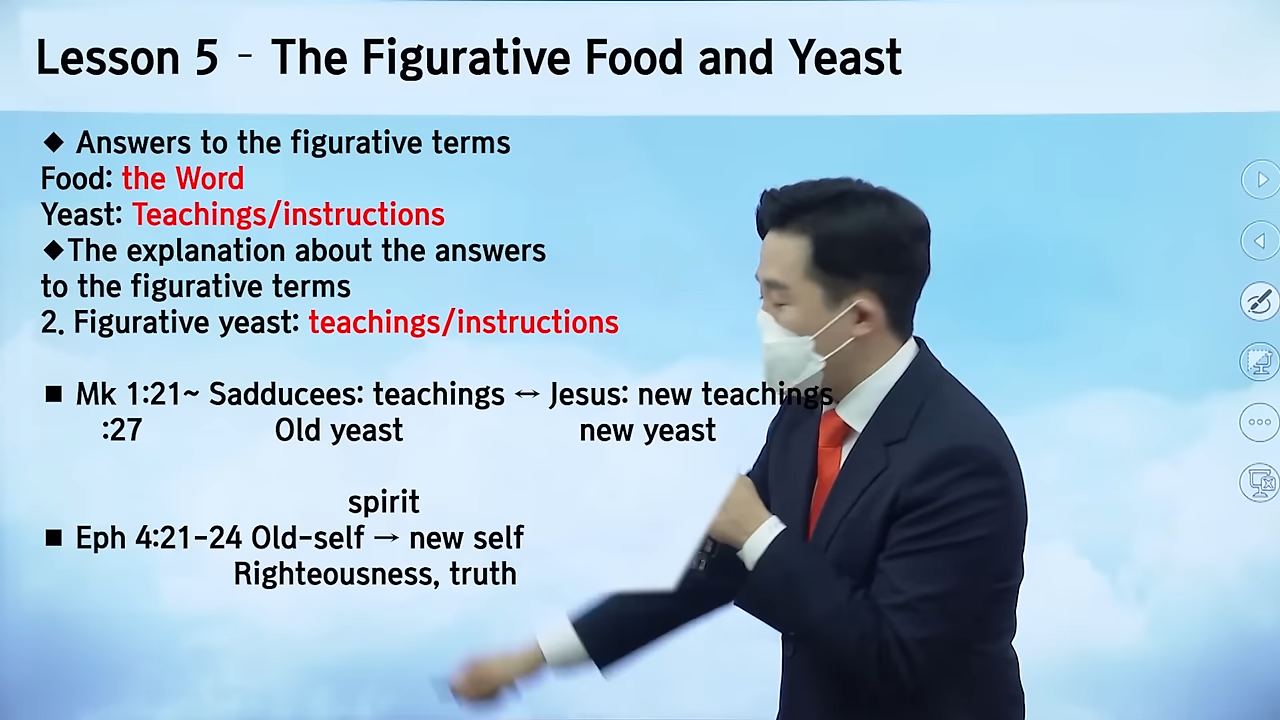 Lesson 5 - The Figurative Food and Yeast
◆ Answers to the figurative terms
Food: the Word
Yeast: Teachings/instructions
◆The explanation about the answers
to the figurative terms
2. Figurative yeast: teachings/instructions
■ Mk 1:21~ Sadducees: teachings ↔ Jesus: new teachings
:27 Old yeast new yeast
spirit
■ Eph 4:21-24 Old-self → new self
Righteousness, truth